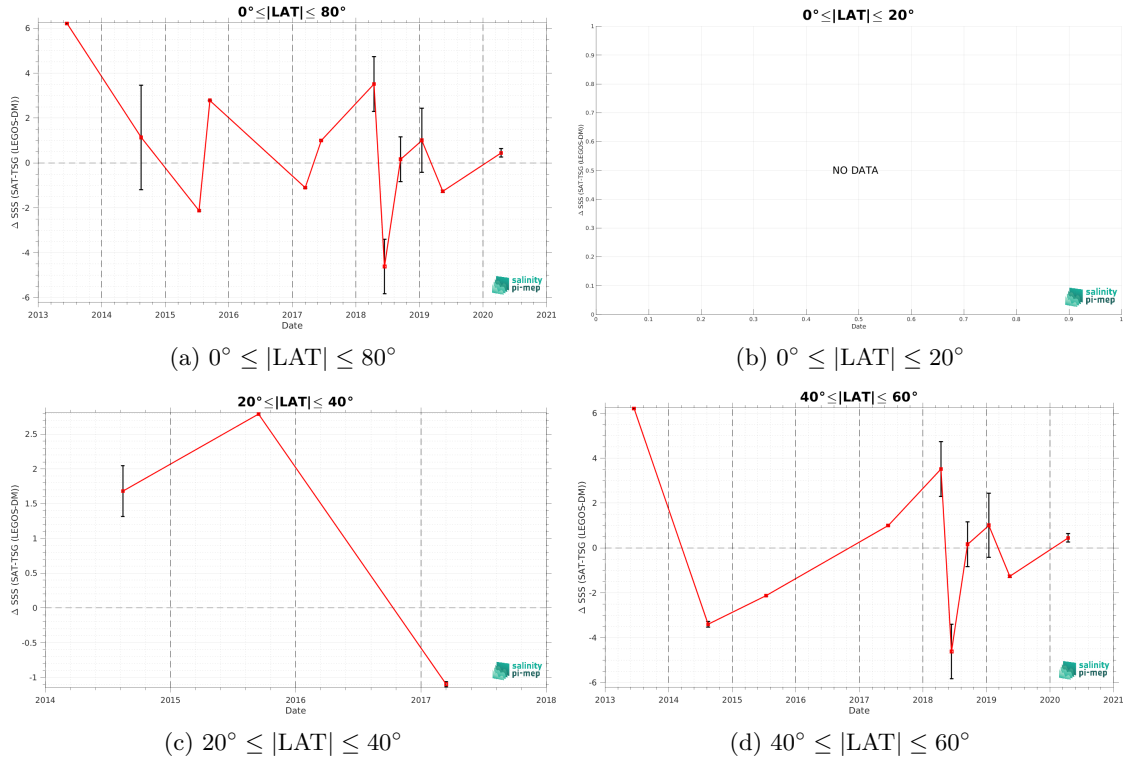 0°≤|LAT|≤ 80°
6
4
2
0
-2
-4
-6
Δ SSS (SAT-TSG (LEGOS-DM))
2013 2014 2015 2016 2017 2018 2019 2020 2021
Date
salinity
pi-mep
(a) 0° ≤ |LAT| ≤ 80°
0°≤|LAT|≤ 20°
1
0.9
0.8
0.7
0.6
0.5
0.4
0.3
0.2
0.1
0
Δ SSS (SAT-TSG (LEGOS-DM))
NO DATA
0 0.1 0.2 0.3 0.4 0.5 0.6 0.7 0.8 0.9 1
Date
salinity
pi-mep
(b) 0° ≤ |LAT| ≤ 20°
20°≤|LAT|≤ 40°
2.5
2
1.5
1
0.5
0
-0.5
-1
Δ SSS (SAT-TSG (LEGOS-DM))
2014 2015 2016 2017 2018
Date
salinity
pi-mep
(c) 20° ≤ |LAT| ≤ 40°
40°≤|LAT|≤ 60°
6
4
2
0
-2
-4
-6
Δ SSS (SAT-TSG (LEGOS-DM))
2013 2014 2015 2016 2017 2018 2019 2020 2021
Date
salinity
pi-mep
(d) 40° ≤ |LAT| ≤ 60°